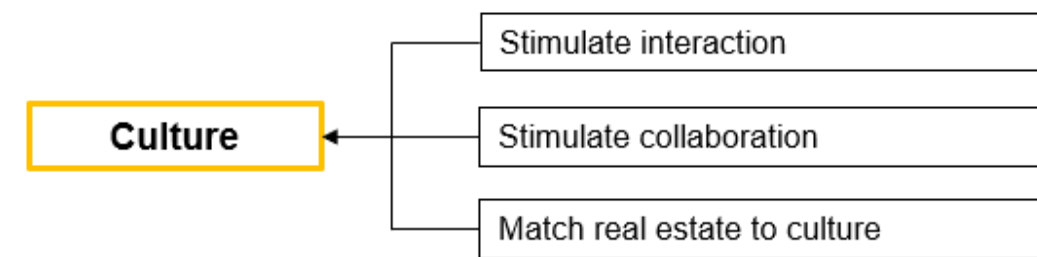 Stimulate interaction
Culture
Stimulate collaboration
Match real estate to culture